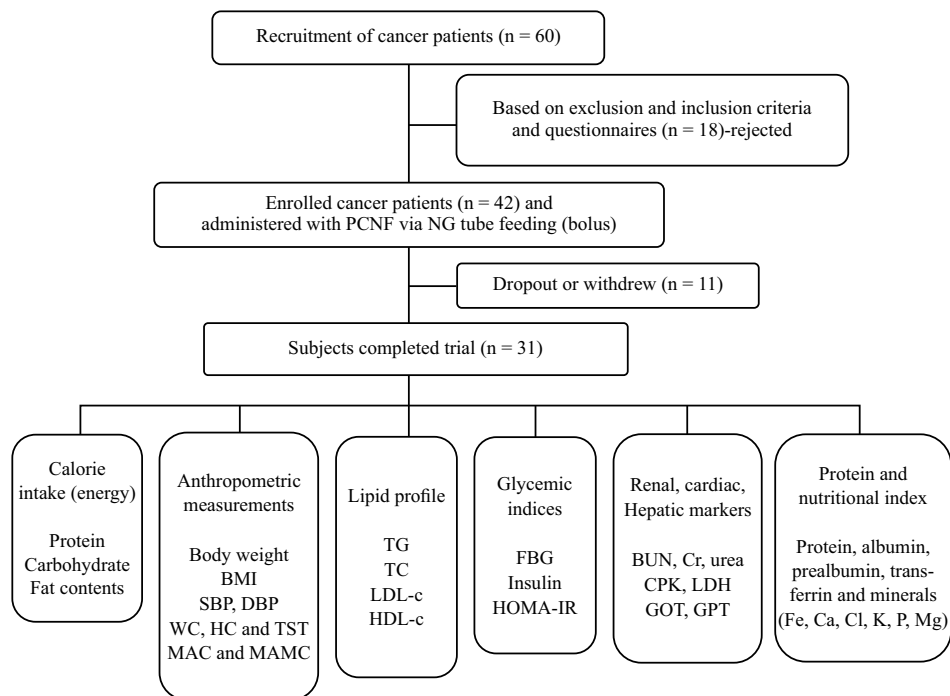 Recruitment of cancer patients (n = 60)
Based on exclusion and inclusion criteria
and questionnaires (n = 18)-rejected
Enrolled cancer patients (n = 42) and
administered with PCNF via NG tube feeding (bolus)
Dropout or withdrew (n = 11)
Subjects completed trial (n = 31)
Calorie
intake (energy)
Protein
Carbohydrate
Fat contents
Anthropometric
measurements
Body weight
BMI
SBP, DBP
WC, HC and TST
MAC and MAMC
Lipid profile
TG
TC
LDL-c
HDL-c
Glycemic
indices
FBG
Insulin
HOMA-IR
Renal, cardiac,
Hepatic markers
BUN, Cr, urea
CPK, LDH
GOT, GPT
Protein and
nutritional index
Protein, albumin,
prealbumin, trans-
ferrin and minerals
(Fe, Ca, Cl, K, P, Mg)